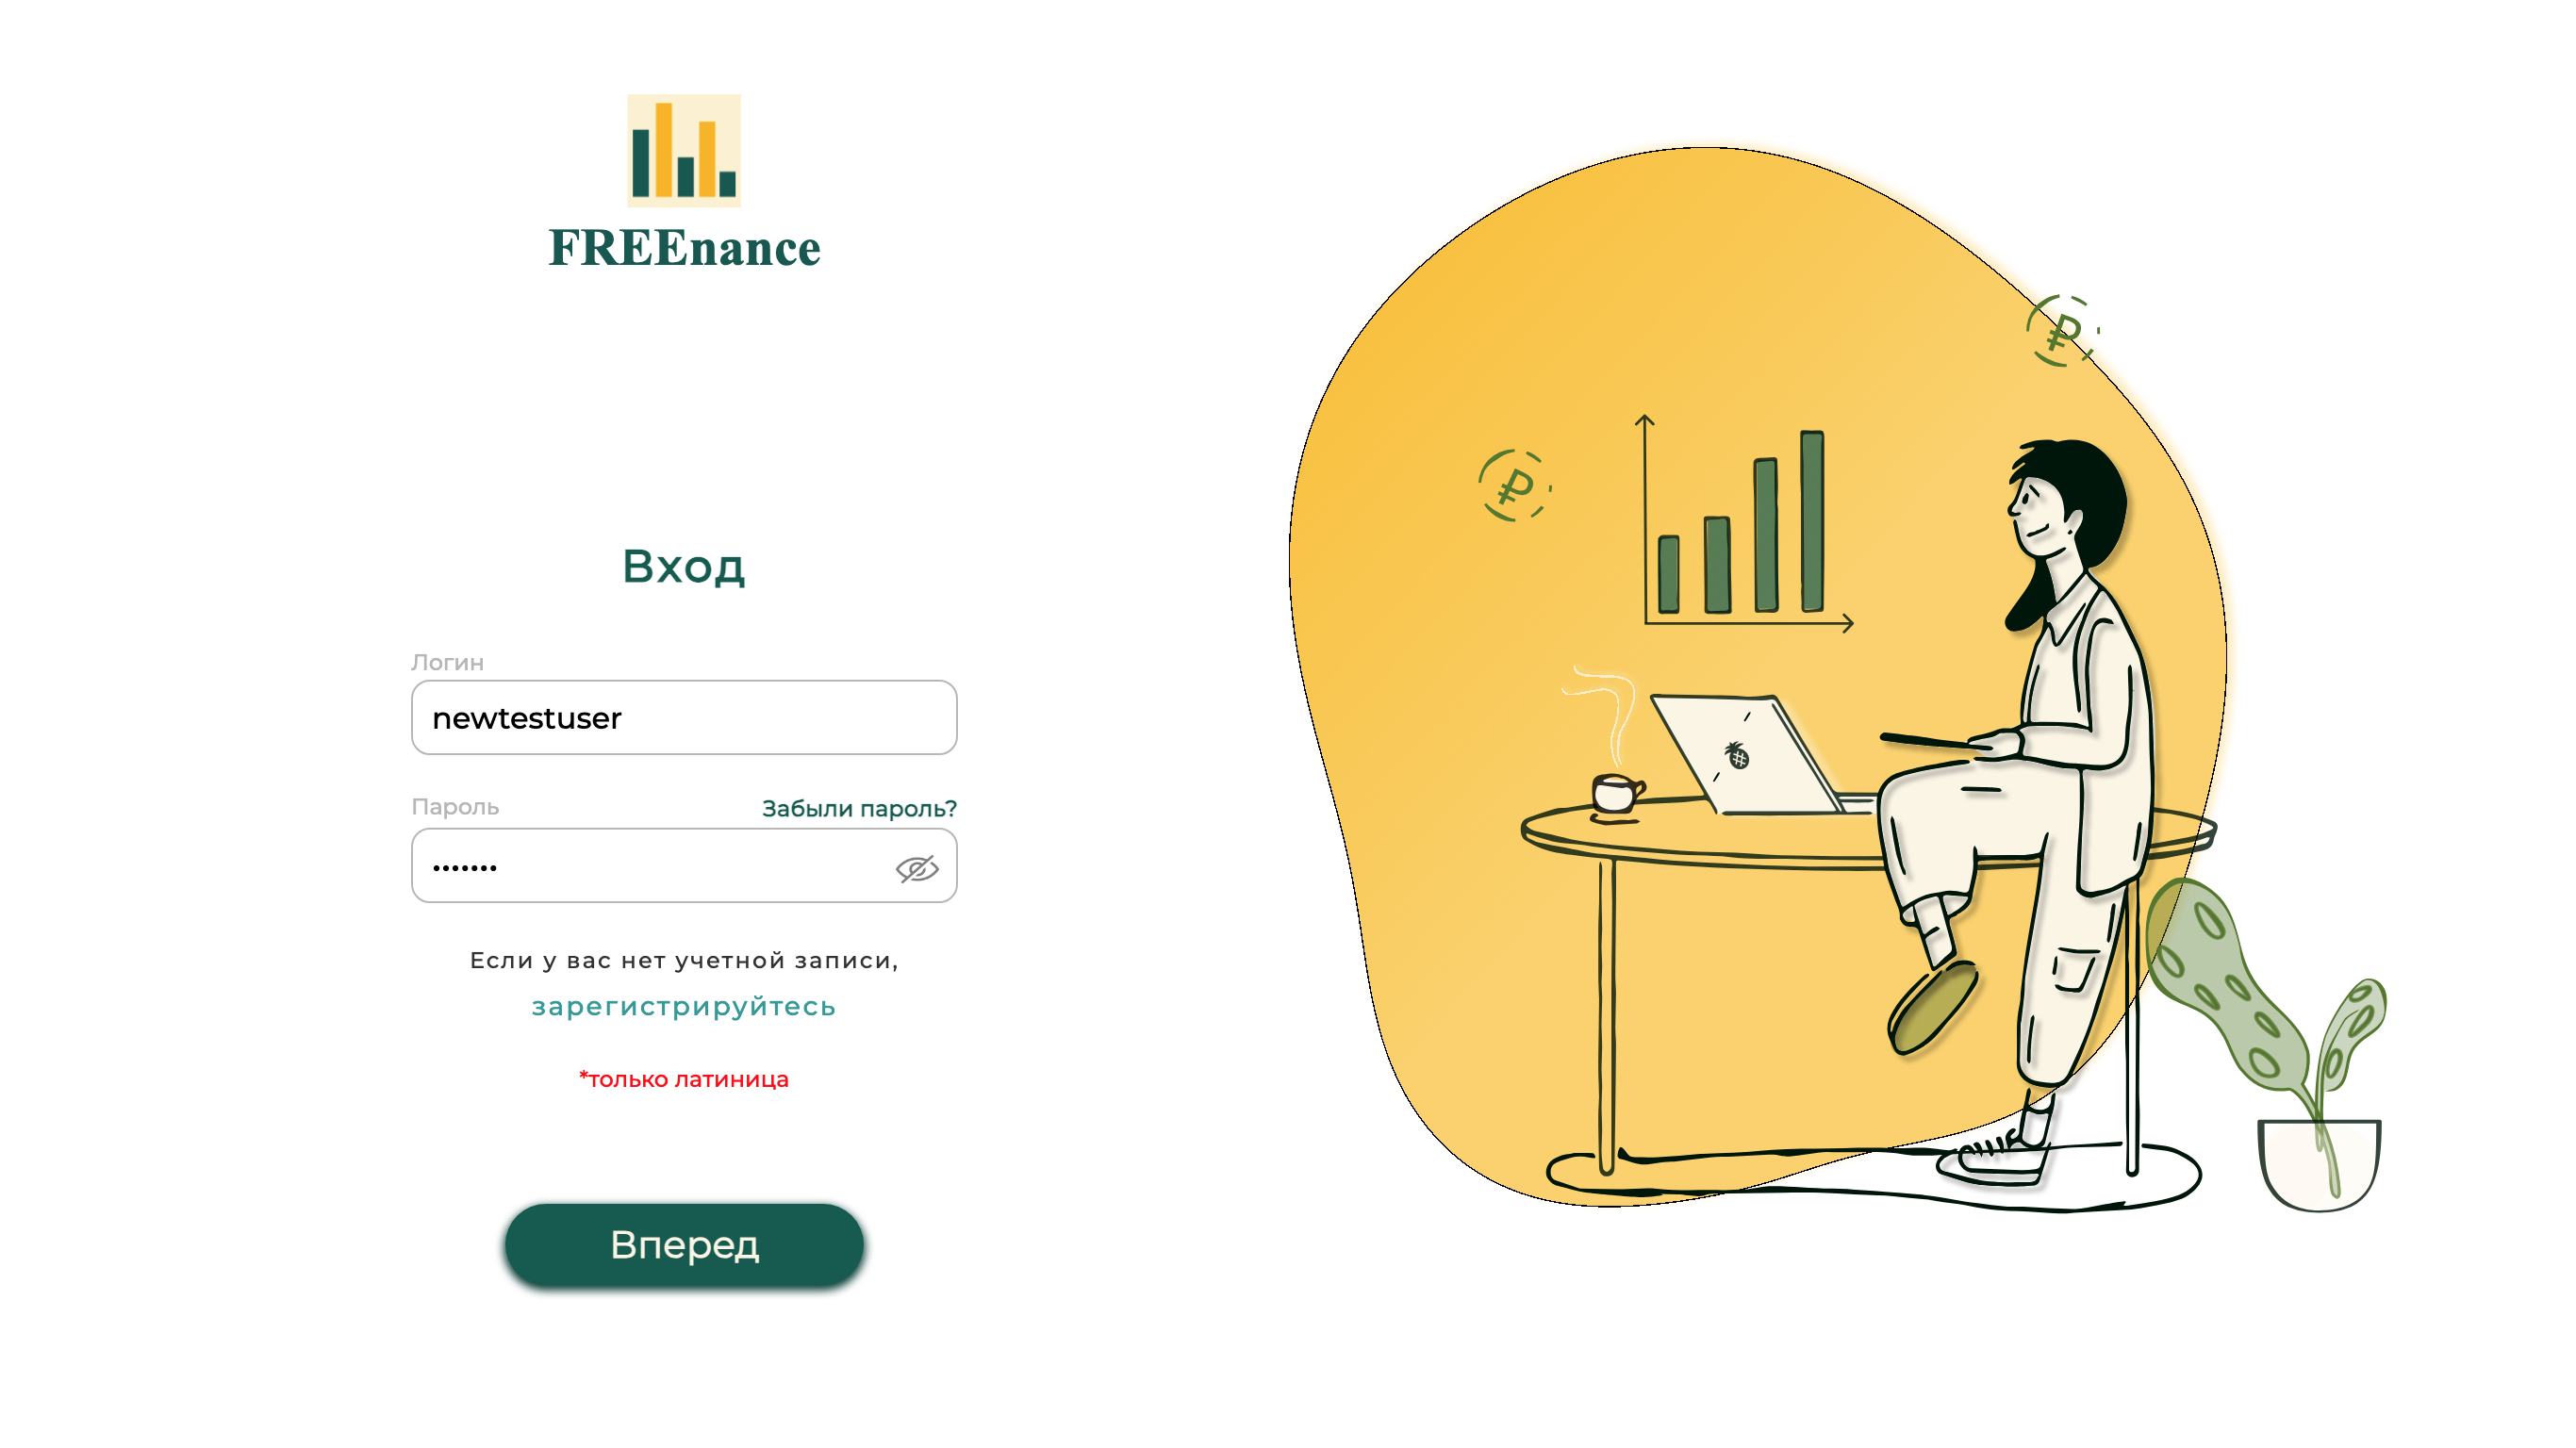 FREEnance
Вход
Логин
newtestuser
Пароль
Забыли пароль?
•••••••
Если у вас нет учетной записи,
зарегистрируйтесь
*только латиница
Вперед
₽
₽